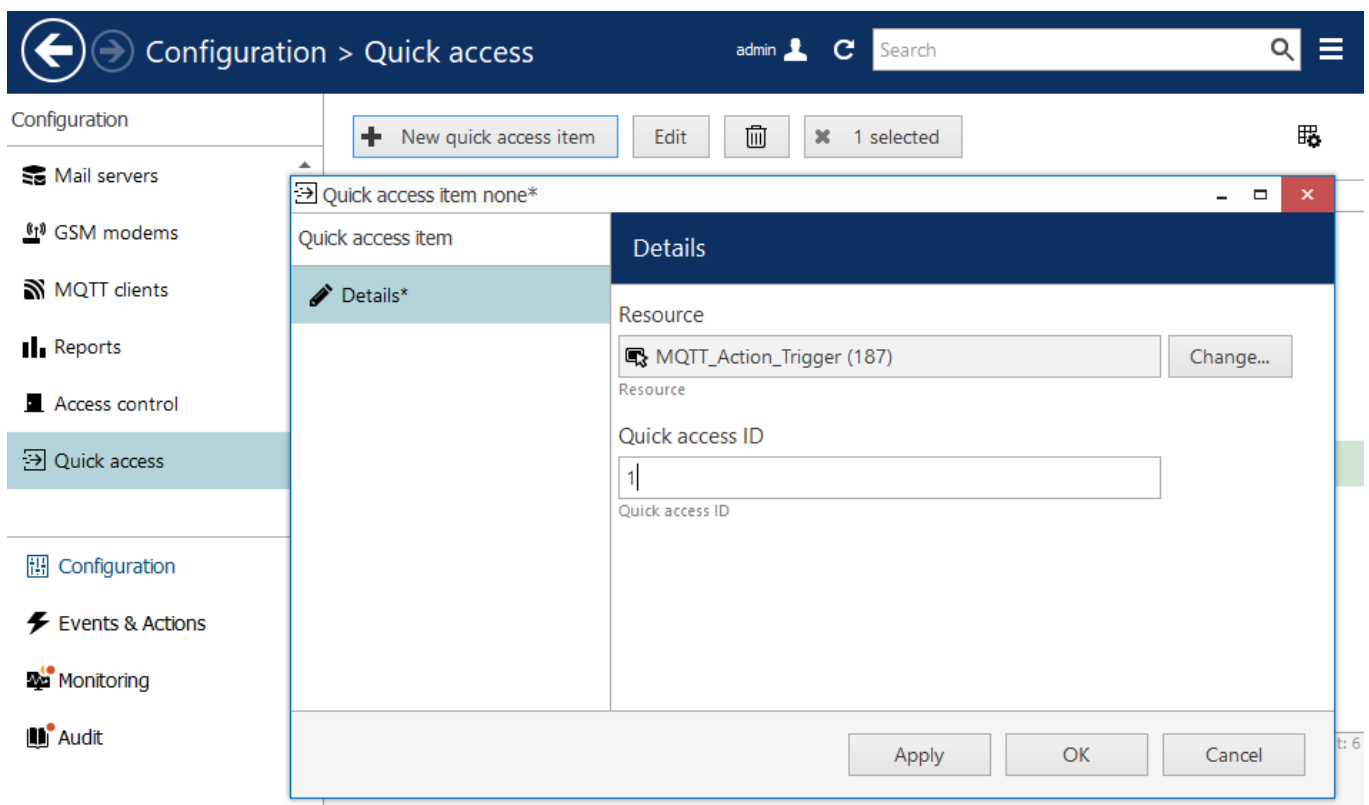 Configuration > Quick access
admin
Search
Configuration
Mail servers
GSM modems
MQTT clients
Reports
Access control
Quick access
Configuration
Events & Actions
Monitoring
Audit
New quick access item
Edit
1 selected
Quick access item none*
Quick access item
Details*
Details
Resource
MQTT_Action_Trigger (187)
Change...
Resource
Quick access ID
1
Quick access ID
Apply
OK
Cancel
t: 6